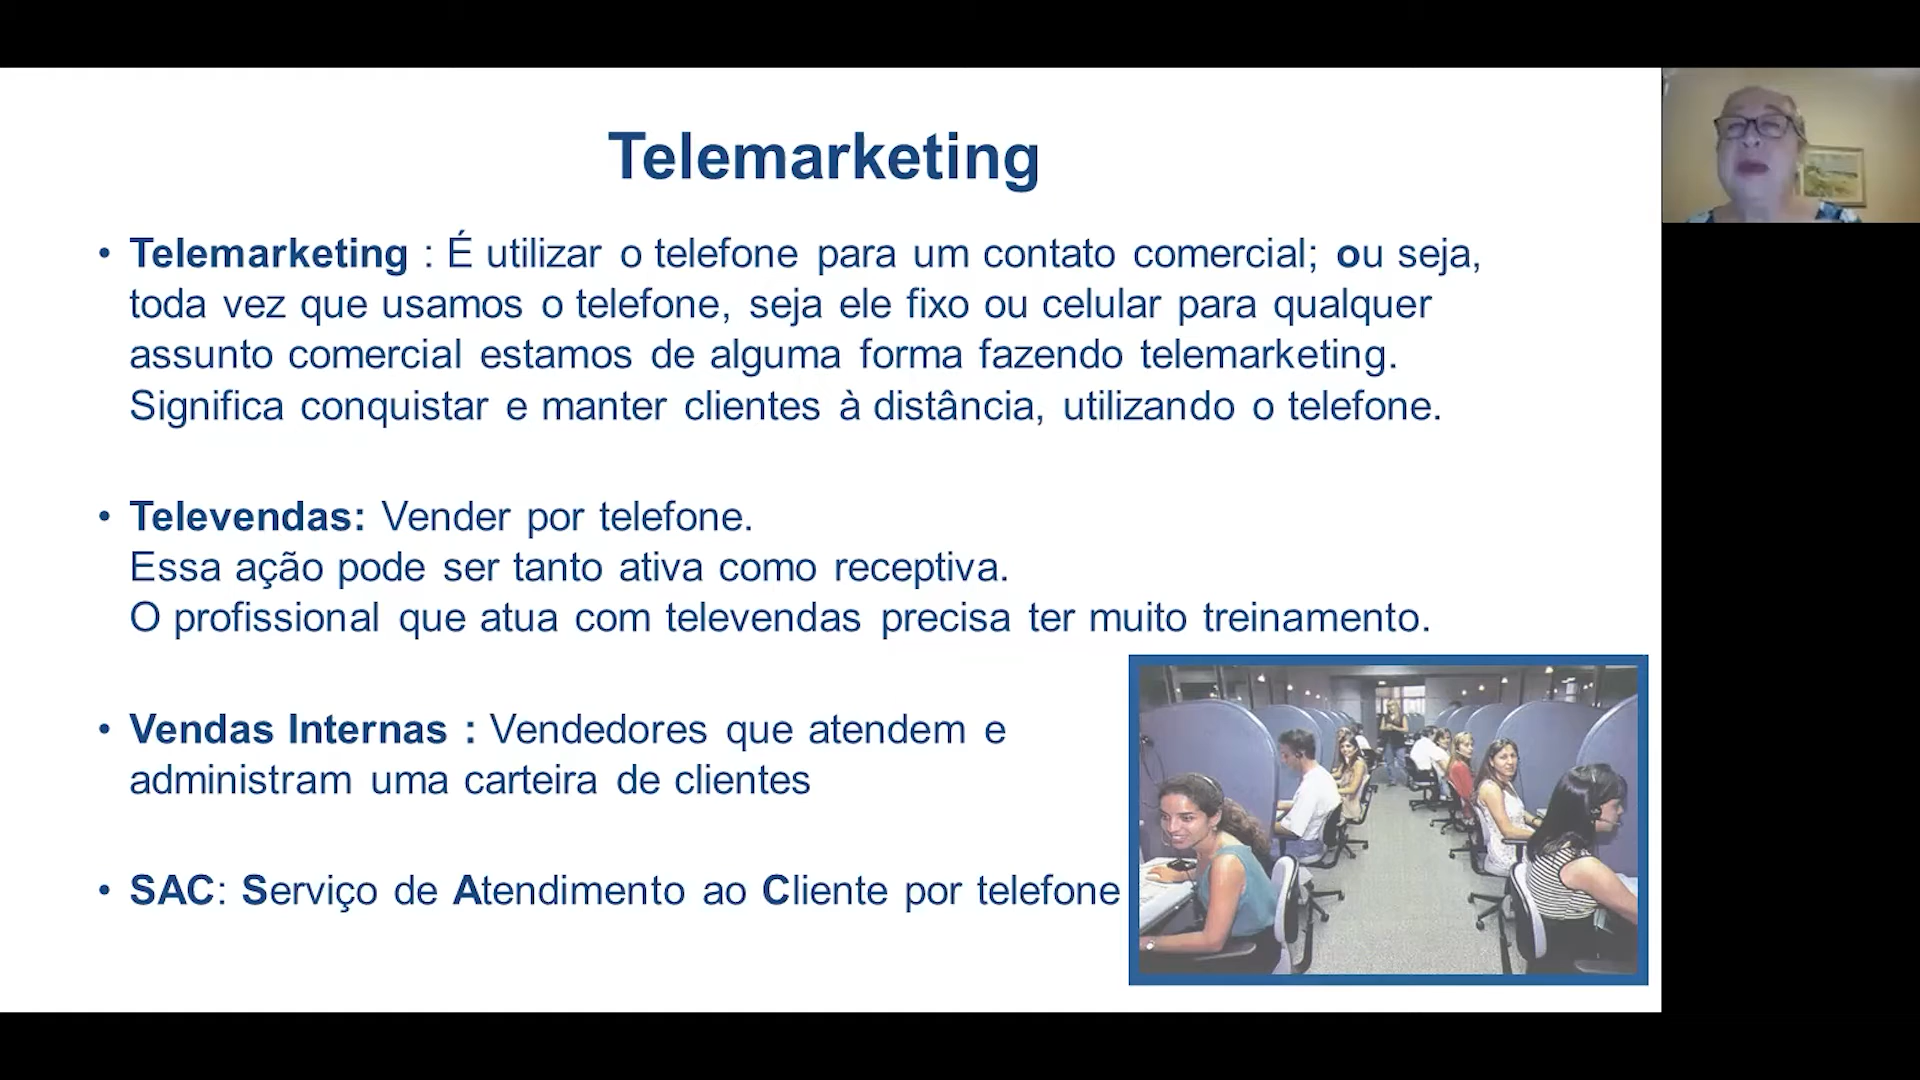 Telemarketing
• Telemarketing : É utilizar o telefone para um contato comercial; ou seja,
toda vez que usamos o telefone, seja ele fixo ou celular para qualquer
assunto comercial estamos de alguma forma fazendo telemarketing.
Significa conquistar e manter clientes à distância, utilizando o telefone.
• Televendas: Vender por telefone.
Essa ação pode ser tanto ativa como receptiva.
O profissional que atua com televendas precisa ter muito treinamento.
• Vendas Internas : Vendedores que atendem e
administram uma carteira de clientes
• SAC: Serviço de Atendimento ao Cliente por telefone